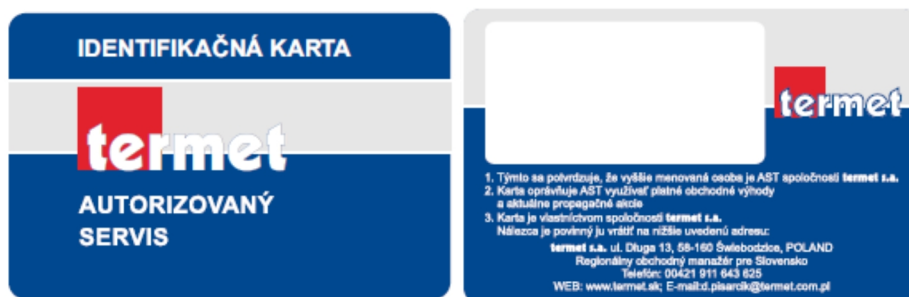 IDENTIFIKAČNÁ KARTA
termet
AUTORIZOVANÝ
SERVIS
termet
1. Týmto sa potvrdzuje, že vyššie menovaná osoba je AST spoločnosti termet s.a.
2. Karta oprávňuje AST využívať platné obchodné výhody
a aktuálne propagačné akcie
3. Karta je vlastníctvom spoločnosti termet s.a.
Nálezca je povinný ju vrátiť na nižšie uvedenú adresu:
termet s.a. ul. Długa 13, 58-160 Świebodzice, POLAND
Regionálny obchodný manažér pre Slovensko
Telefón: 00421 911 643 625
WEB: www.termet.sk; E-mail:d.pisarcik@termet.com.pl